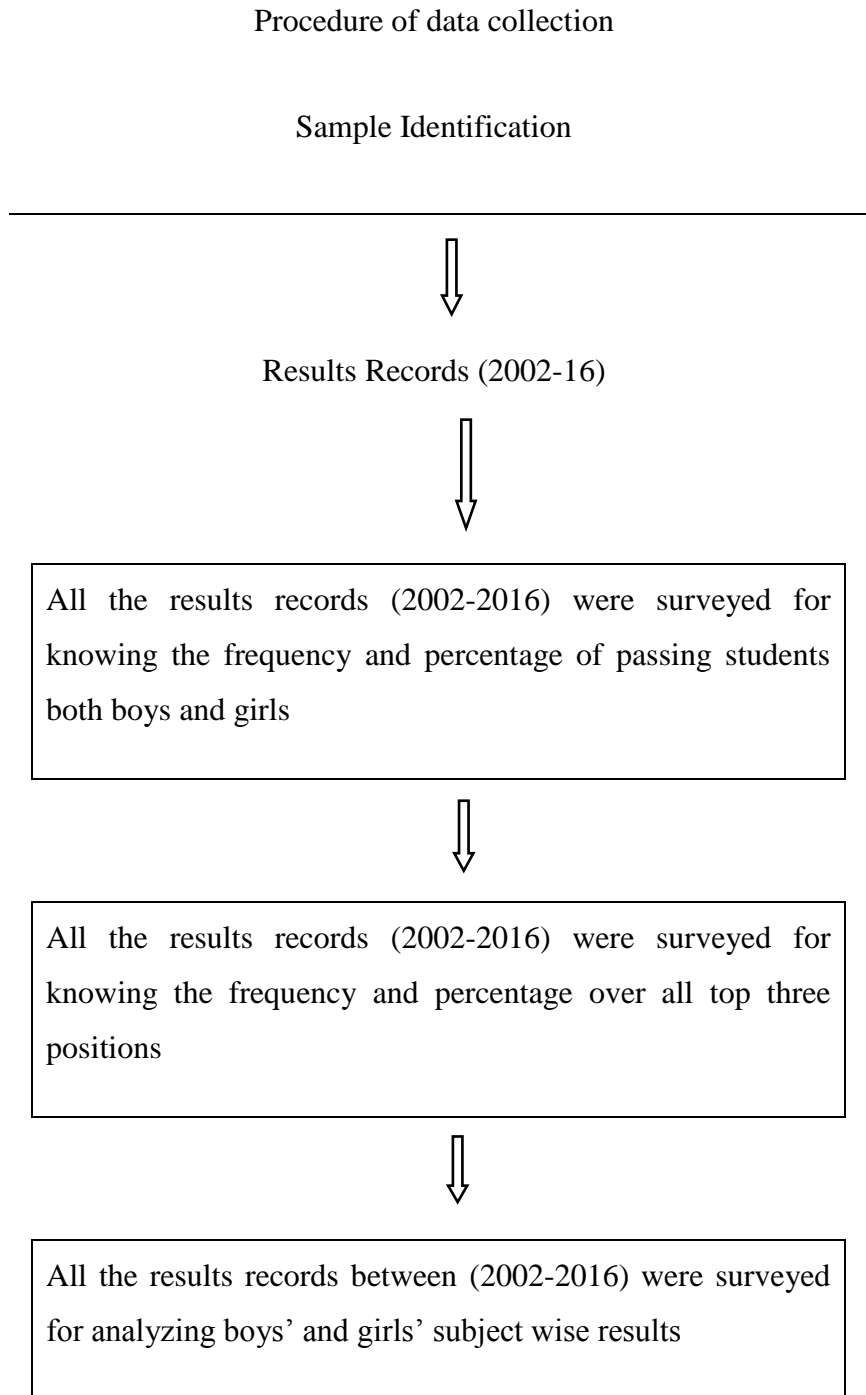 Procedure of data collection
Sample Identification
Results Records (2002-16)
All the results records (2002-2016) were surveyed for
knowing the frequency and percentage of passing students
both boys and girls
All the results records (2002-2016) were surveyed for
knowing the frequency and percentage over all top three
positions
All the results records between (2002-2016) were surveyed
for analyzing boys’ and girls’ subject wise results